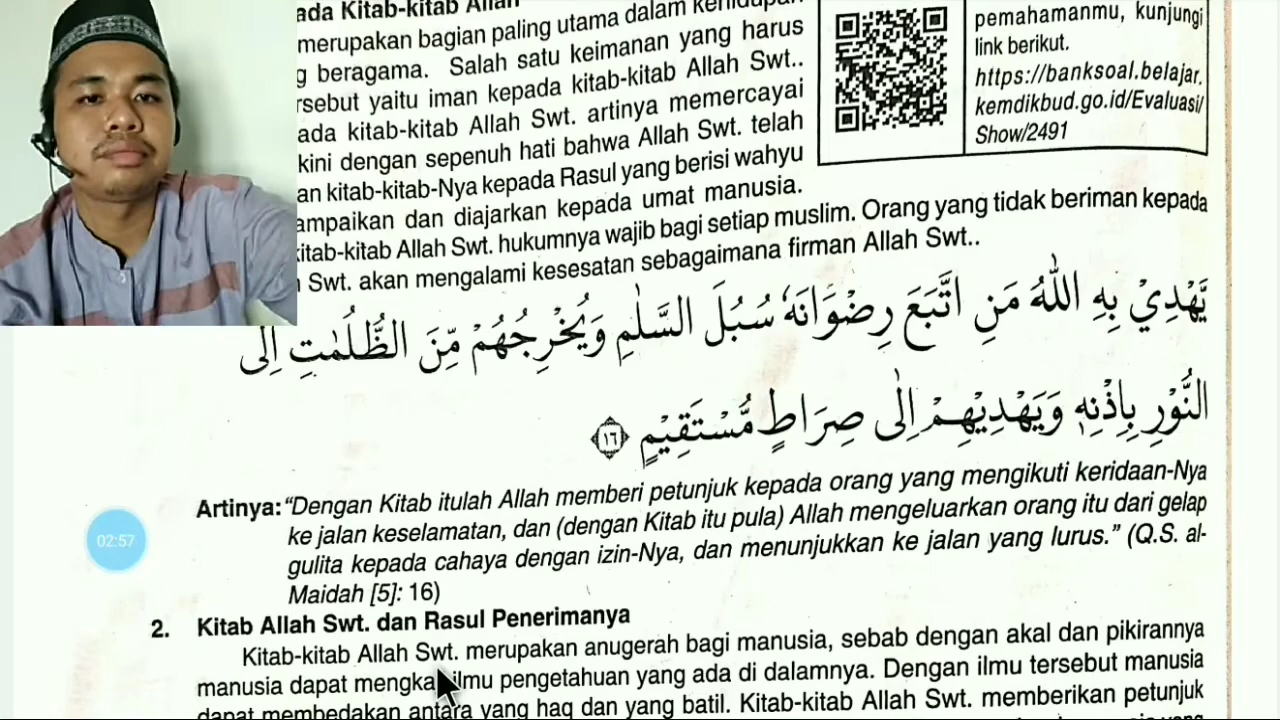 ada Kitab-kitab Allah
merupakan bagian paling utama dalam kehidupan
g beragama. Salah satu keimanan yang harus
rsebut yaitu iman kepada kitab-kitab Allah Swt..
ada kitab-kitab Allah Swt. artinya memercayai
kini dengan sepenuh hati bahwa Allah Swt. telah
an kitab-kitab-Nya kepada Rasul yang berisi wahyu
ampaikan dan diajarkan kepada umat manusia.
itab-kitab Allah Swt. hukumnya wajib bagi setiap muslim. Orang yang tidak beriman kepada
Swt. akan mengalami kesesatan sebagaimana firman Allah Swt..
pemahamanmu, kunjungi
link berikut.
https://banksoal.belajar.
kemdikbud.go.id/Evaluasi/
Show/2491
يَّهْدِيْ بِهِ اللّٰهُ مَنِ اتَّبَعَ رِضْوَانَهٗ سُبُلَ السَّلٰمِ وَيُخْرِجُهُمْ مِّنَ الظُّلُمٰتِ اِلَى
النُّوْرِ بِاِذْنِهٖ وَيَهْدِيْهِمْ اِلٰى صِرَاطٍ مُّسْتَقِيْمٍ ١٦
Artinya: “Dengan Kitab itulah Allah memberi petunjuk kepada orang yang mengikuti keridaan-Nya
ke jalan keselamatan, dan (dengan Kitab itu pula) Allah mengeluarkan orang itu dari gelap
gulita kepada cahaya dengan izin-Nya, dan menunjukkan ke jalan yang lurus.” (Q.S. al-
Maidah [5]: 16)
02:57
2. Kitab Allah Swt. dan Rasul Penerimanya
Kitab-kitab Allah Swt. merupakan anugerah bagi manusia, sebab dengan akal dan pikirannya
manusia dapat mengka ilmu pengetahuan yang ada di dalamnya. Dengan ilmu tersebut manusia
dapat membedakan antara yang haq dan yang batil. Kitab-kitab Allah Swt. memberikan petunjuk